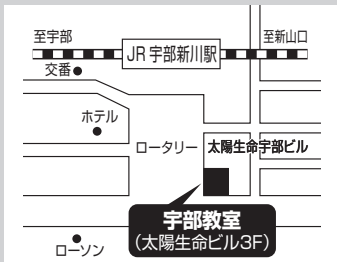 至宇部
至新山口
JR 宇部新川駅
交番
ホテル
ロータリー
太陽生命宇部ビル
宇部教室
(太陽生命ビル3F)
ローソン